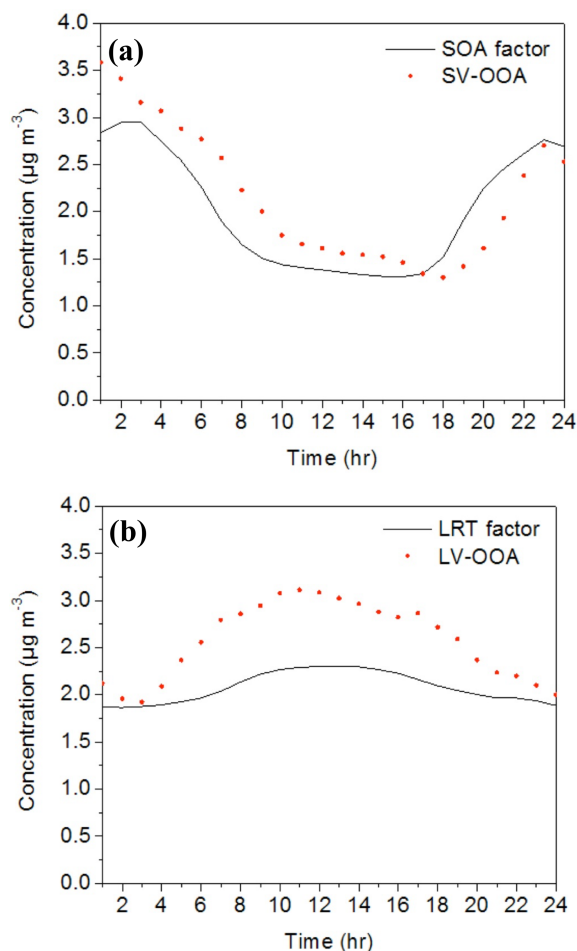 (a)
SOA factor
SV-OOA
4.0
3.5
3.0
2.5
2.0
1.5
1.0
0.5
0.0
Concentration (µg m⁻³)
2 4 6 8 10 12 14 16 18 20 22 24
Time (hr)
(b)
LRT factor
LV-OOA
4.0
3.5
3.0
2.5
2.0
1.5
1.0
0.5
0.0
Concentration (µg m⁻³)
2 4 6 8 10 12 14 16 18 20 22 24
Time (hr)